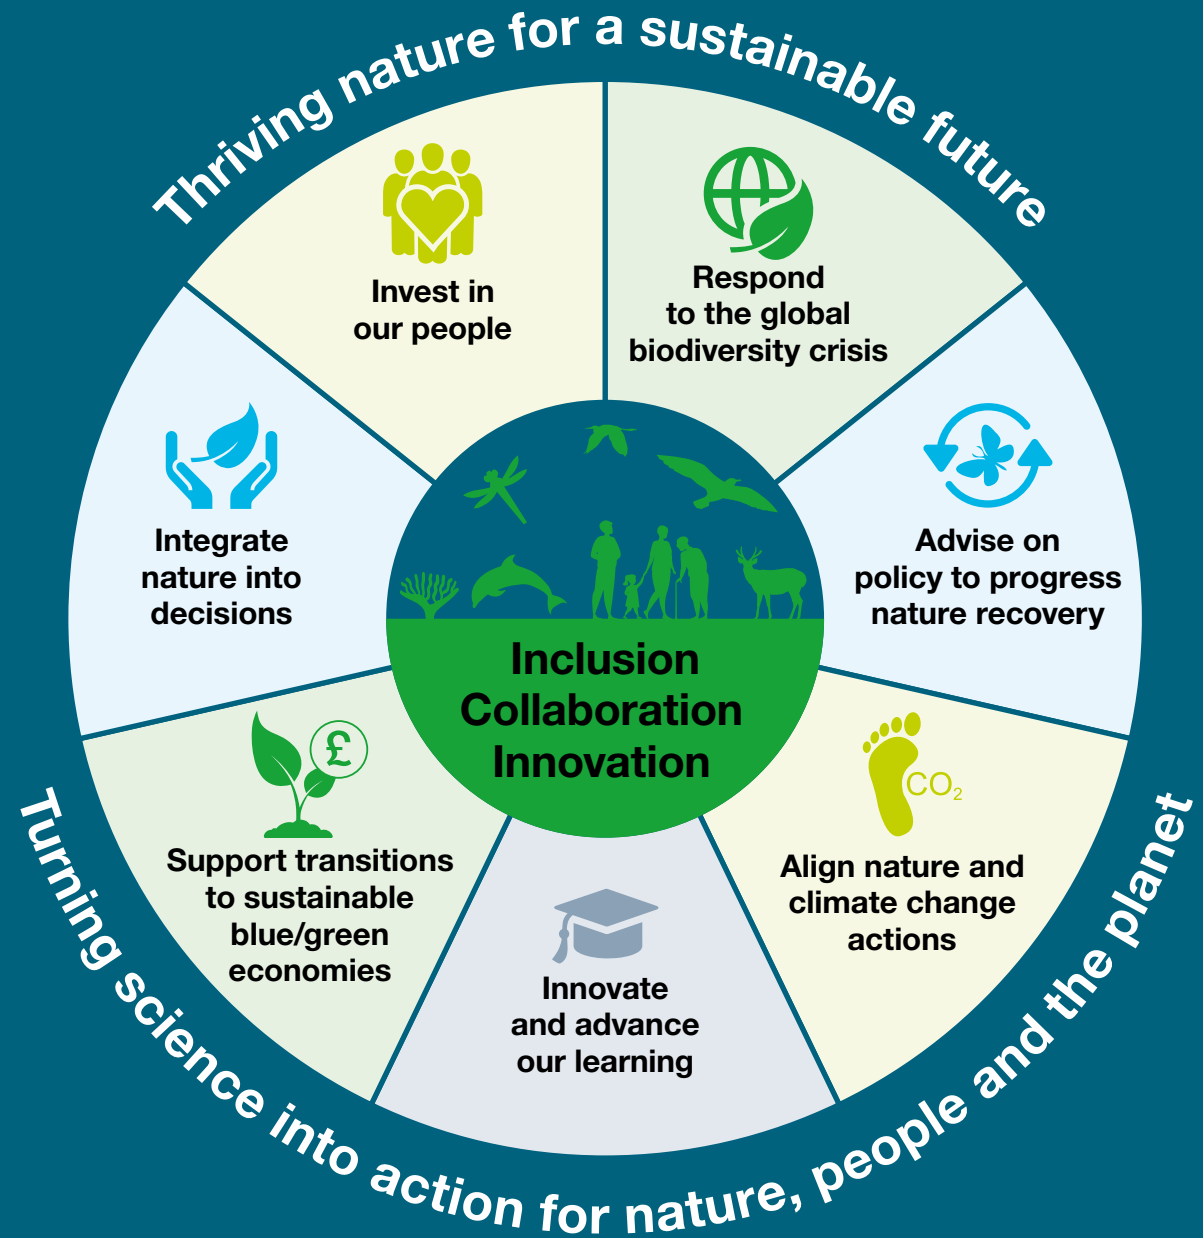 Thriving nature for a sustainable future
Invest in
our people
Respond
to the global
biodiversity crisis
Integrate
nature into
decisions
Advise on
policy to progress
nature recovery
Inclusion
Collaboration
Innovation
£
Support transitions
to sustainable
blue/green
economies
CO₂
Align nature and
climate change
actions
Innovate
and advance
our learning
Turning science into action for nature, people and the planet